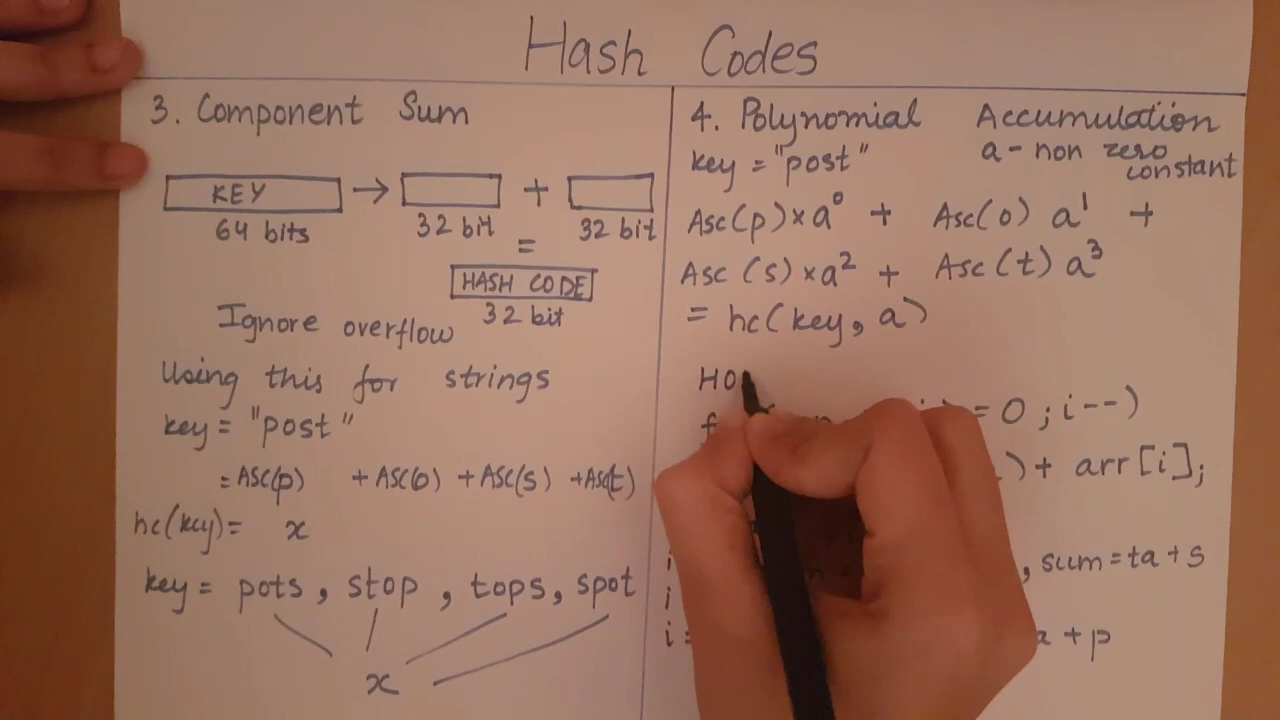 Hash Codes
3. Component Sum
KEY
64 bits
32 bit
+
32 bit
=
HASH CODE
32 bit
Ignore overflow
Using this for strings
key = "post"
= ASC(p) + ASC(o) + ASC(s) + Asc(t)
hc(key) = x
key = pots, stop, tops, spot
x
4. Polynomial Accumulation
key = "post"
a - non zero
constant
Asc(p) x a⁰ + Asc(o) a¹ +
Asc(s) x a² + Asc(t) a³
= hc(key, a)
HO
= 0 ; i--)
) + arr[i];
, sum = ta + s
a + p